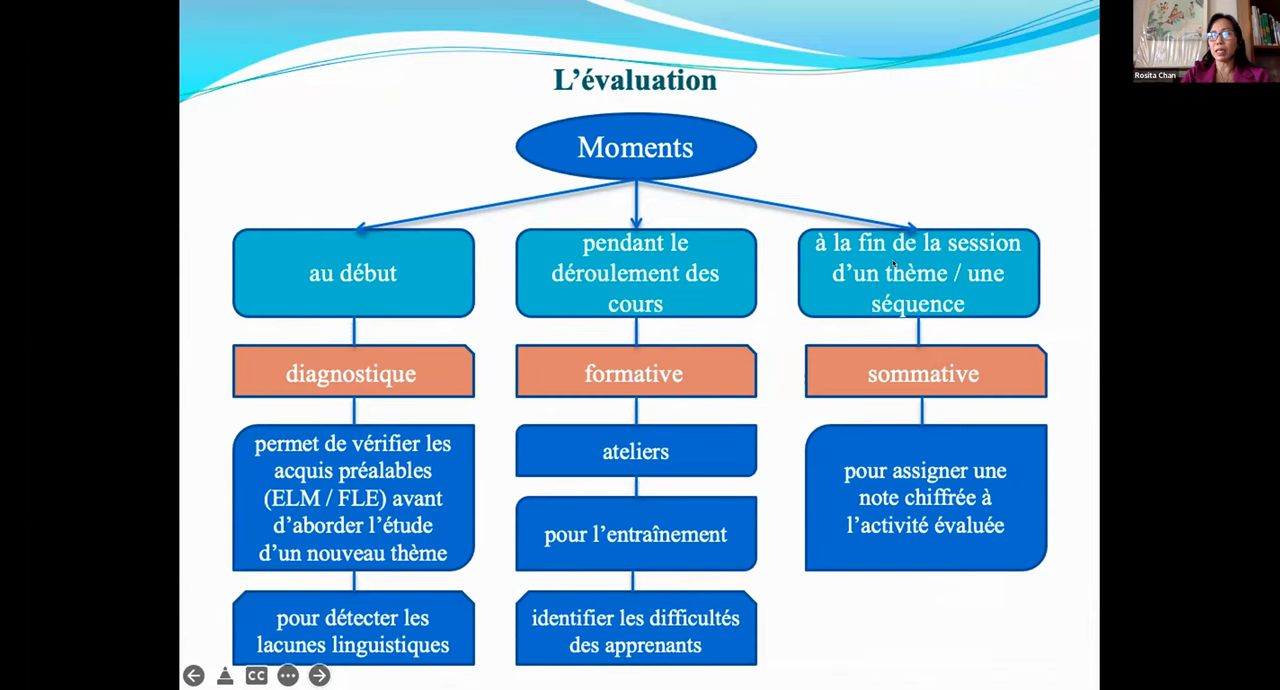 L’évaluation
Moments
au début
pendant le
déroulement des
cours
à la fin de la session
d’un thème / une
séquence
diagnostique
formative
sommative
permet de vérifier les
acquis préalables
(ELM / FLE) avant
d’aborder l’étude
d’un nouveau thème
ateliers
pour l’entraînement
pour assigner une
note chiffrée à
l’activité évaluée
pour détecter les
lacunes linguistiques
identifier les difficultés
des apprenants
CC
Rosita Chan